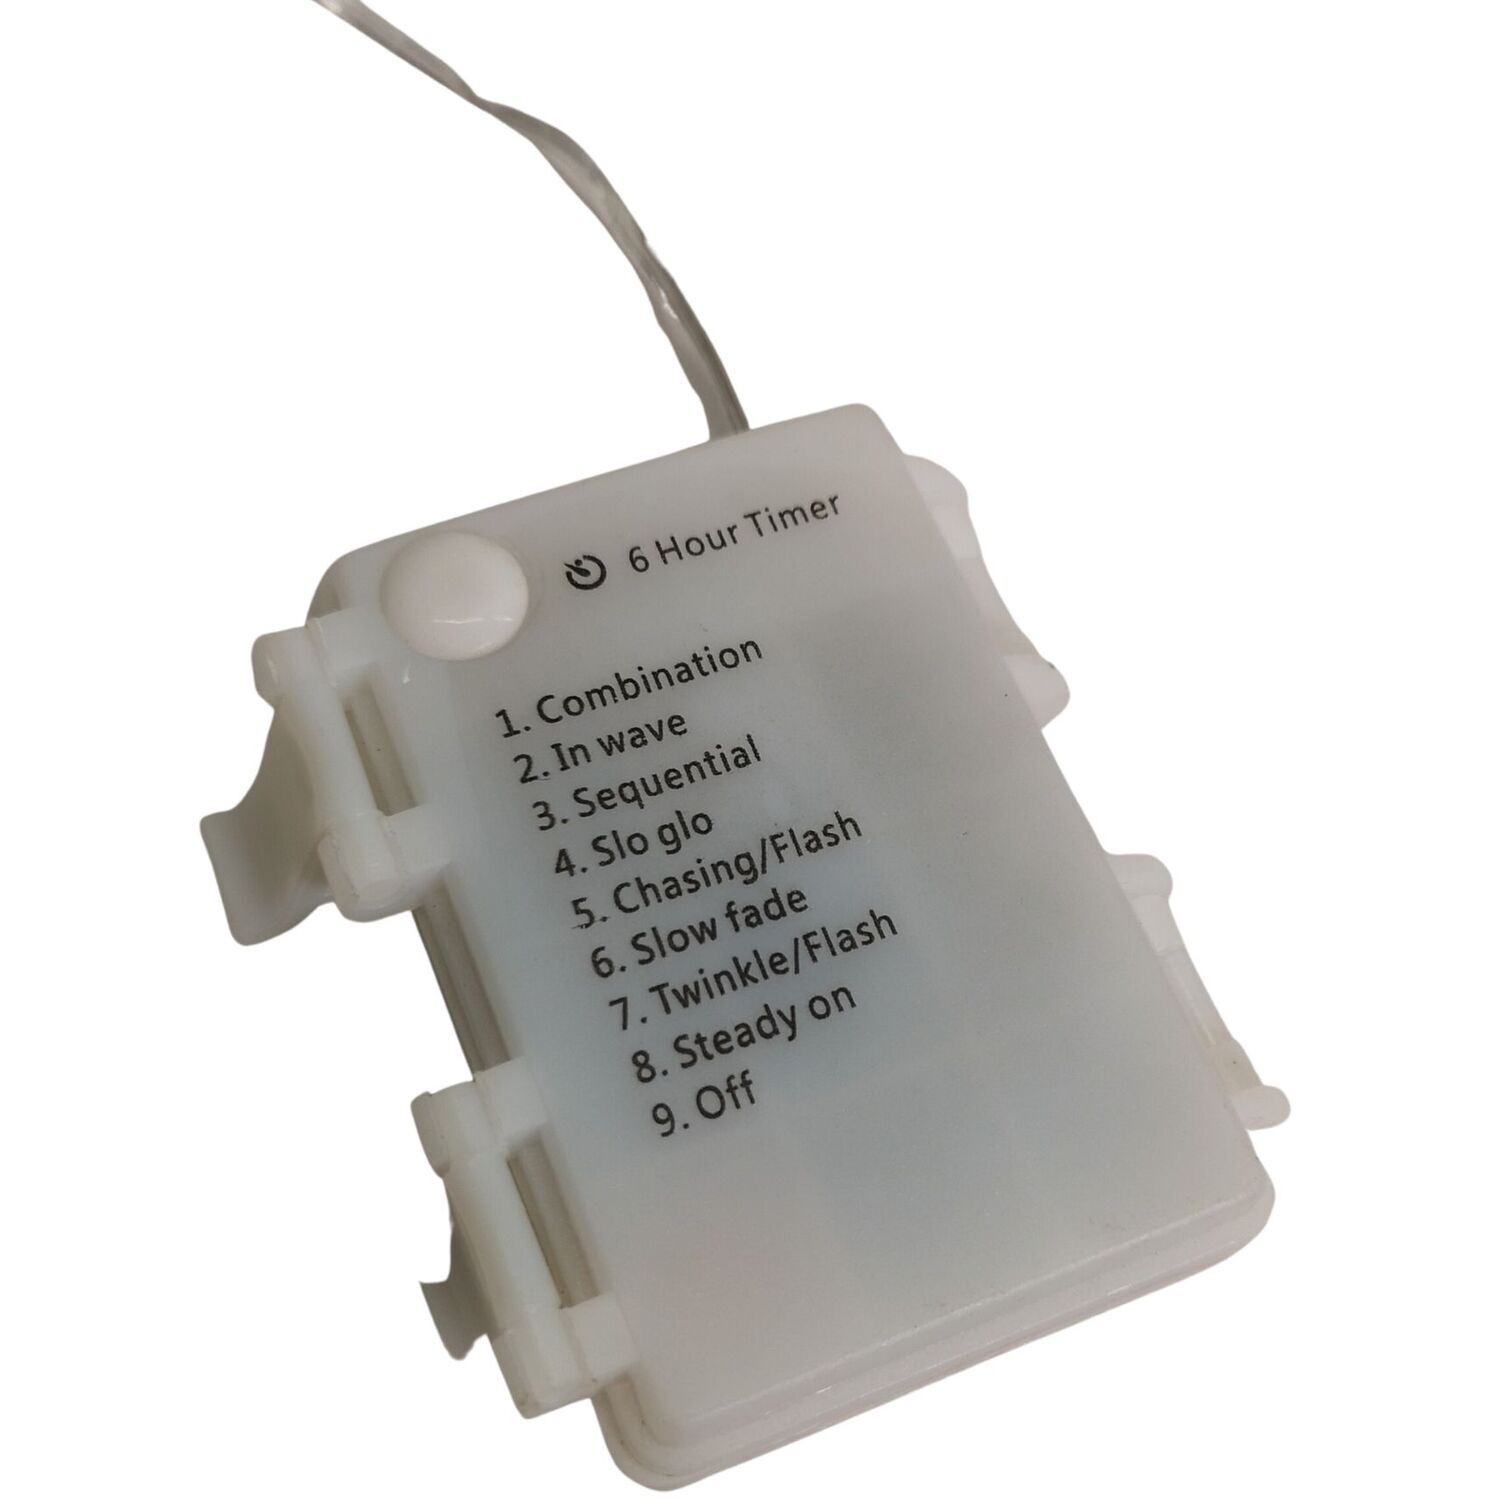 6 Hour Timer
1. Combination
2. In wave
3. Sequential
4. Slo glo
5. Chasing/Flash
6. Slow fade
7. Twinkle/Flash
8. Steady on
9. Off